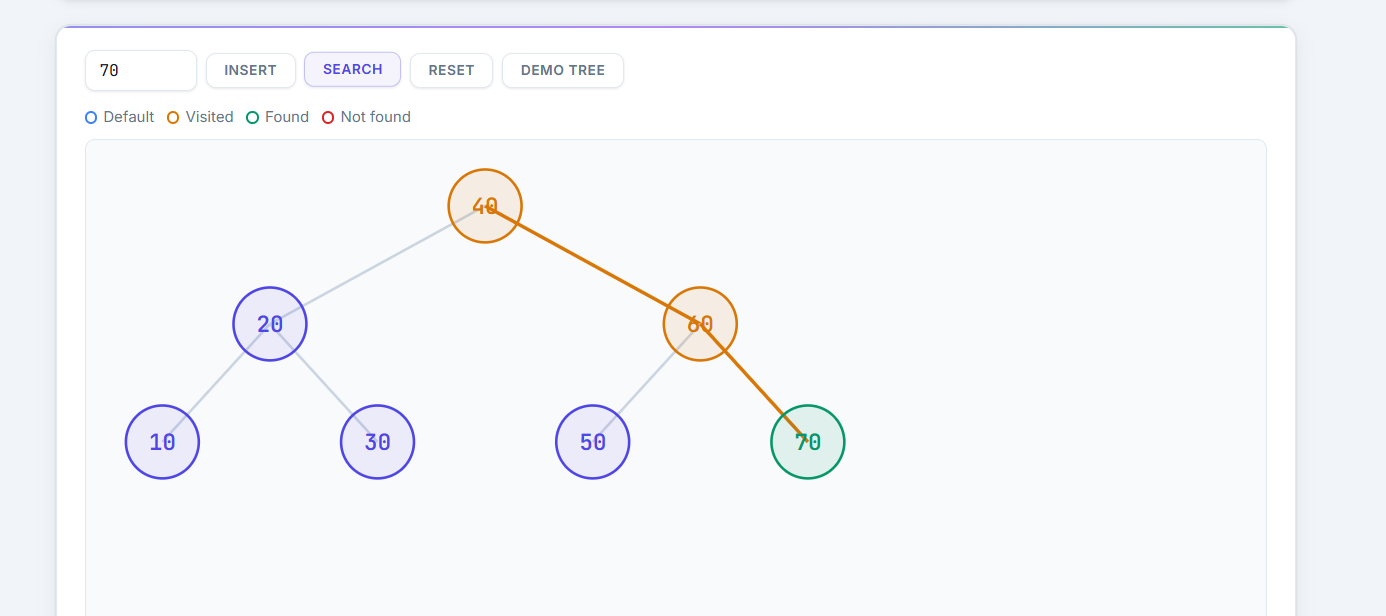 70 INSERT SEARCH RESET DEMO TREE
Default Visited Found Not found
40
20 60
10 30 50 70